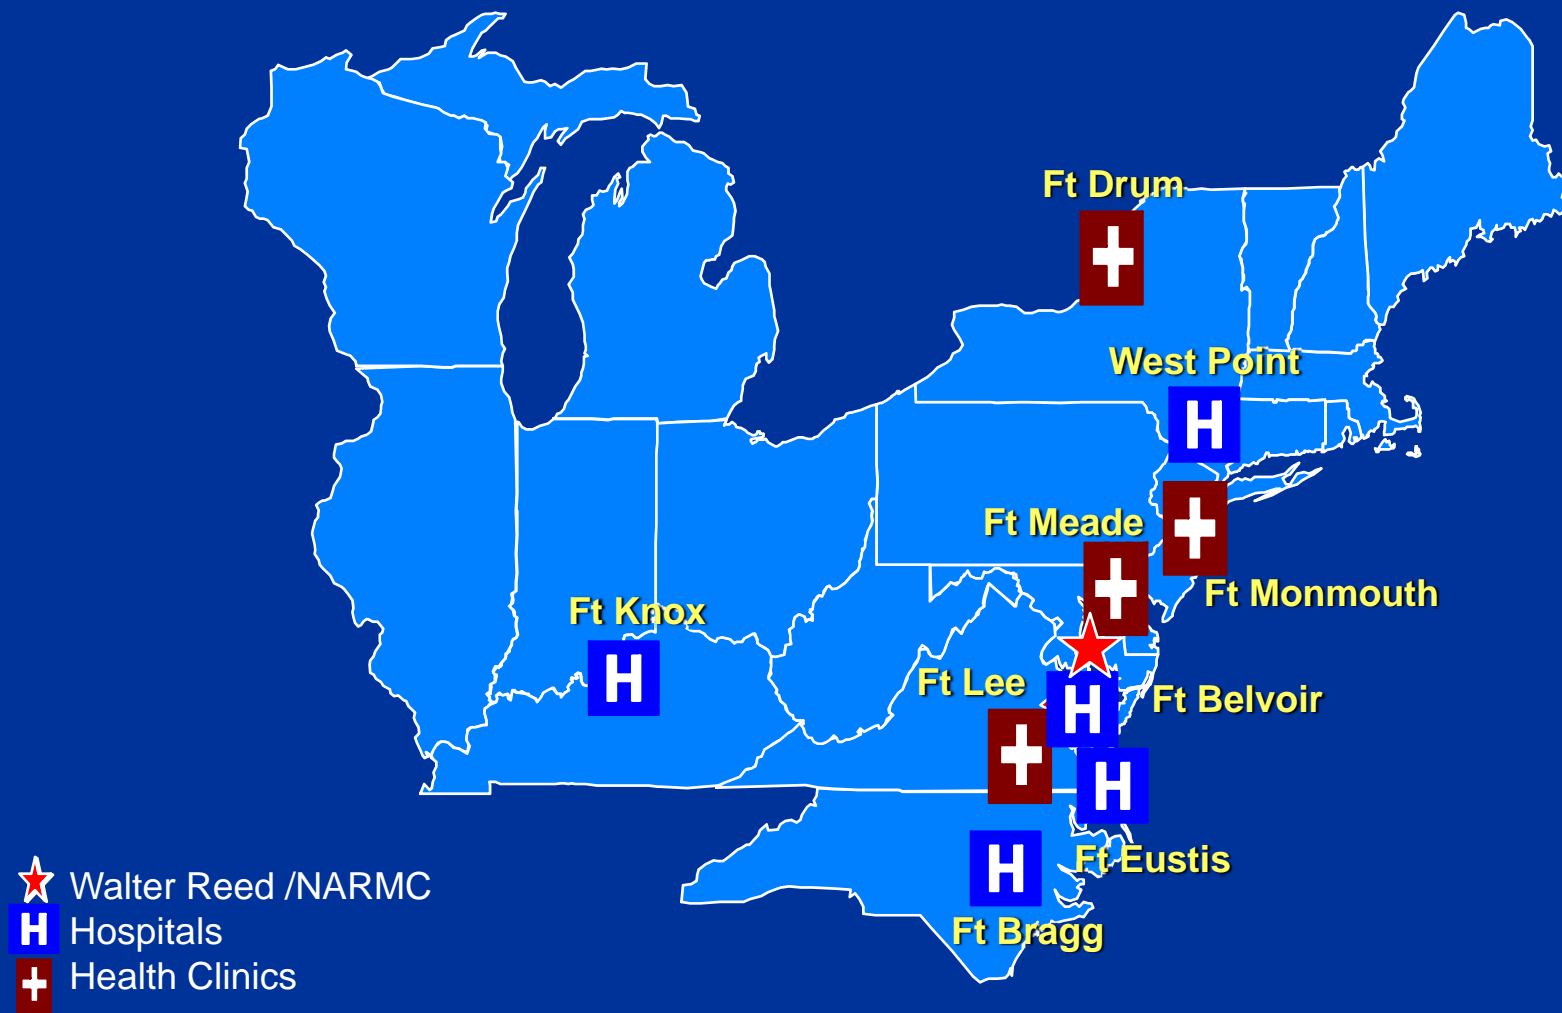 Ft Drum
West Point
H
Ft Meade
Ft Monmouth
Ft Knox
H
Ft Lee
H
Ft Belvoir
H
Ft Eustis
H
Ft Bragg
Walter Reed /NARMC
H Hospitals
Health Clinics